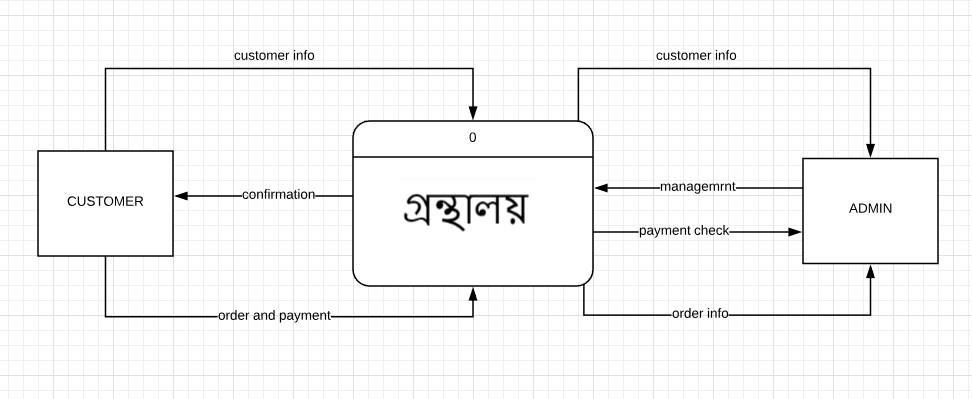 customer info
customer info
0
CUSTOMER
confirmation
গ্রন্থালয়
managemrnt
ADMIN
payment check
order and payment
order info